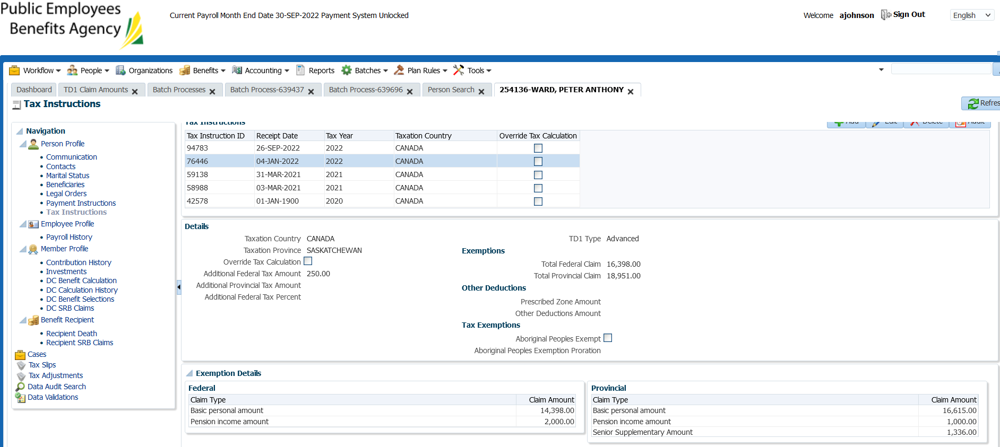 Public Employees
Benefits Agency
Current Payroll Month End Date 30-SEP-2022 Payment System Unlocked
Welcome ajohnson Sign Out English
Workflow People Organizations Benefits Accounting Reports Batches Plan Rules Tools
Dashboard TD1 Claim Amounts Batch Processes Batch Process-639437 Batch Process-639696 Person Search 254136-WARD, PETER ANTHONY
Tax Instructions
Refres
Navigation
Person Profile
Communication
Contacts
Marital Status
Beneficiaries
Legal Orders
Payment Instructions
Tax Instructions
Employee Profile
Payroll History
Member Profile
Contribution History
Investments
DC Benefit Calculation
DC Calculation History
DC Benefit Selections
DC SRB Claims
Benefit Recipient
Recipient Death
Recipient SRB Claims
Cases
Tax Slips
Tax Adjustments
Data Audit Search
Data Validations
Tax Instructions
Add Edit Delete Audit
Tax Instruction ID Receipt Date Tax Year Taxation Country Override Tax Calculation
94783 26-SEP-2022 2022 CANADA
76446 04-JAN-2022 2022 CANADA
59138 31-MAR-2021 2021 CANADA
58988 03-MAR-2021 2021 CANADA
42578 01-JAN-1900 2020 CANADA
Details
Taxation Country CANADA
Taxation Province SASKATCHEWAN
Override Tax Calculation
Additional Federal Tax Amount 250.00
Additional Provincial Tax Amount
Additional Federal Tax Percent
TD1 Type Advanced
Exemptions
Total Federal Claim 16,398.00
Total Provincial Claim 18,951.00
Other Deductions
Prescribed Zone Amount
Other Deductions Amount
Tax Exemptions
Aboriginal Peoples Exempt
Aboriginal Peoples Exemption Proration
Exemption Details
Federal
Claim Type Claim Amount
Basic personal amount 14,398.00
Pension income amount 2,000.00
Provincial
Claim Type Claim Amount
Basic personal amount 16,615.00
Pension income amount 1,000.00
Senior Supplementary Amount 1,336.00